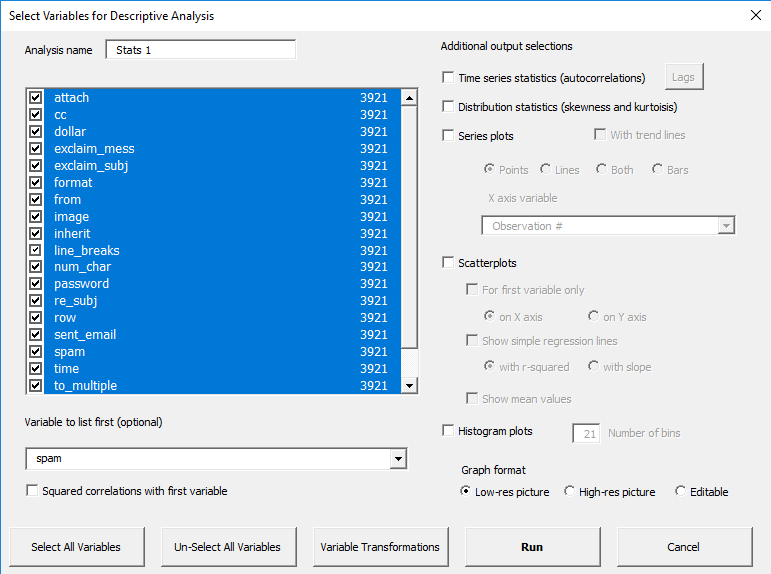 Select Variables for Descriptive Analysis
Analysis name Stats 1
attach 3921
cc 3921
dollar 3921
exclaim_mess 3921
exclaim_subj 3921
format 3921
from 3921
image 3921
inherit 3921
line_breaks 3921
num_char 3921
password 3921
re_subj 3921
row 3921
sent_email 3921
spam 3921
time 3921
to_multiple 3921
Variable to list first (optional)
spam
Squared correlations with first variable
Additional output selections
Time series statistics (autocorrelations) Lags
Distribution statistics (skewness and kurtoisis)
Series plots With trend lines
Points Lines Both Bars
X axis variable
Observation #
Scatterplots
For first variable only
on X axis on Y axis
Show simple regression lines
with r-squared with slope
Show mean values
Histogram plots 21 Number of bins
Graph format
Low-res picture High-res picture Editable
Select All Variables Un-Select All Variables Variable Transformations Run Cancel